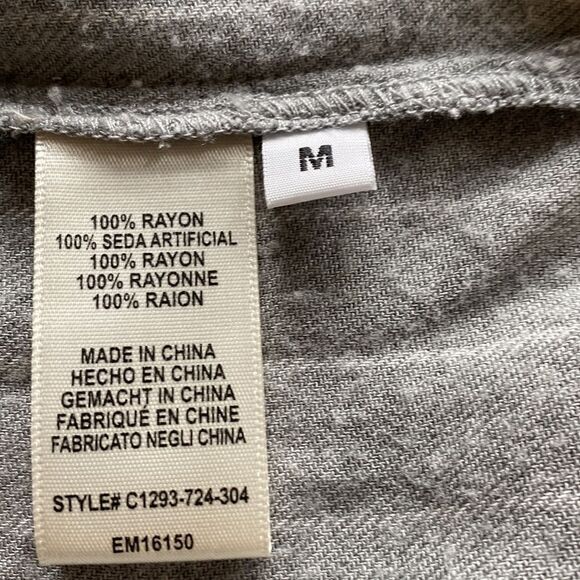 M
100% RAYON
100% SEDA ARTIFICIAL
100% RAYON
100% RAYONNE
100% RAION
MADE IN CHINA
HECHO EN CHINA
GEMACHT IN CHINA
FABRIQUÉ EN CHINE
FABRICATO NEGLI CHINA
STYLE# C1293-724-304
EM16150